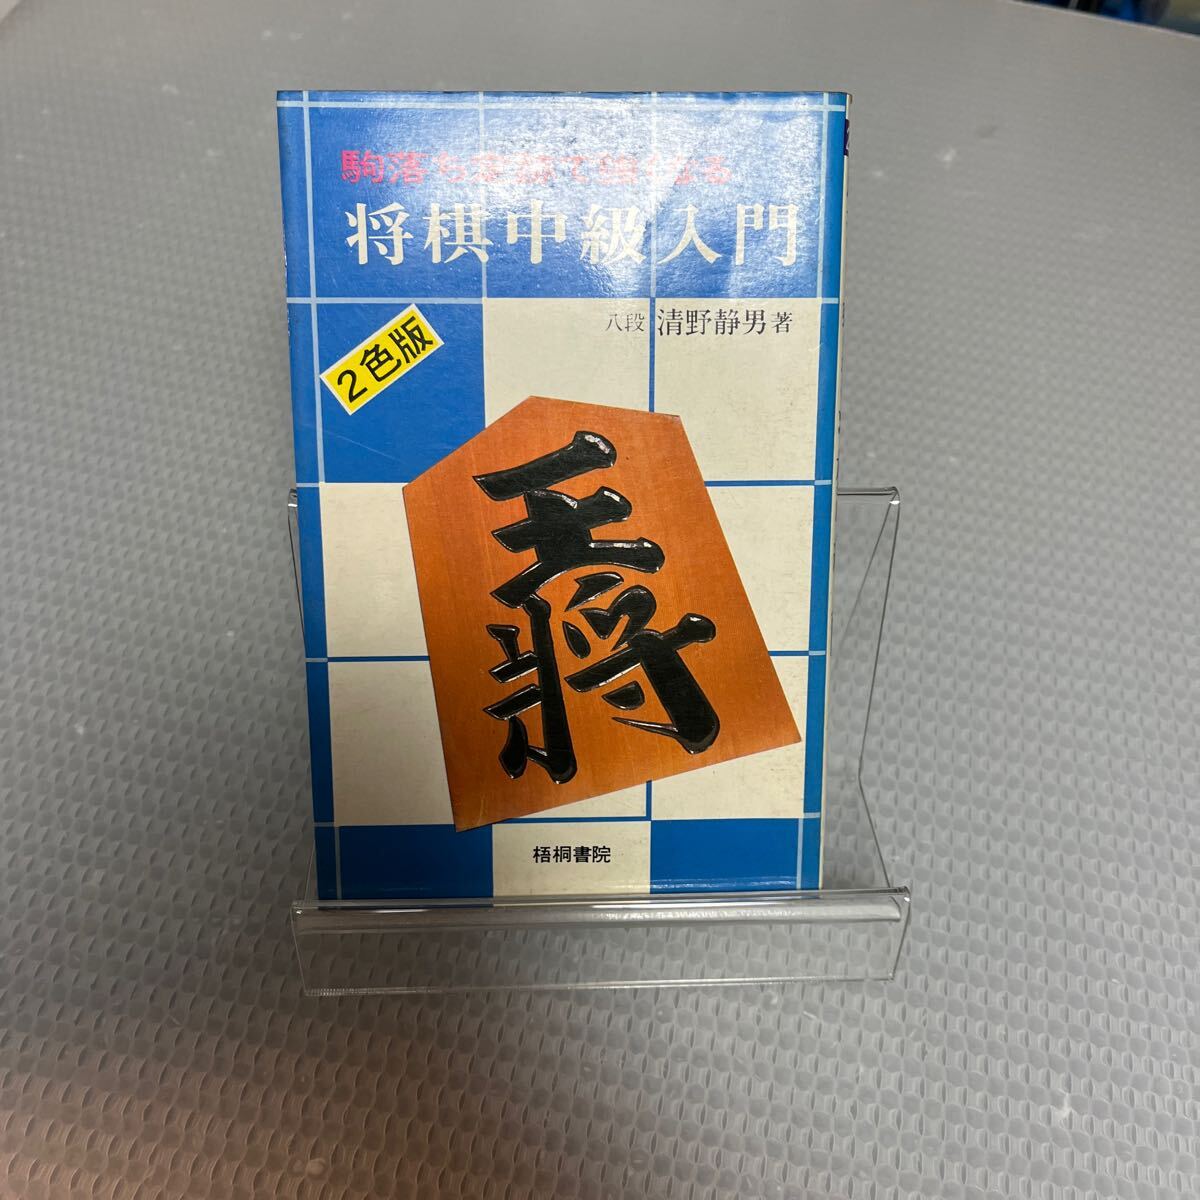 駒落ち定跡で強くなる
将棋中級入門
八段 清野静男著
2色版
王将
梧桐書院